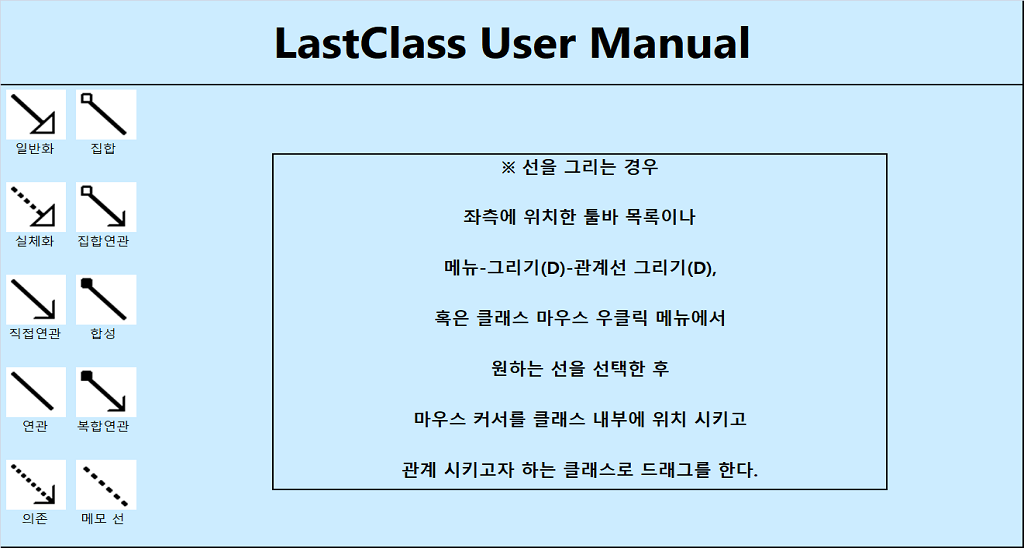 LastClass User Manual
일반화 집합
실체화 집합연관
직접연관 합성
연관 복합연관
의존 메모 선
※ 선을 그리는 경우
좌측에 위치한 툴바 목록이나
메뉴-그리기(D)-관계선 그리기(D),
혹은 클래스 마우스 우클릭 메뉴에서
원하는 선을 선택한 후
마우스 커서를 클래스 내부에 위치 시키고
관계 시키고자 하는 클래스로 드래그를 한다.